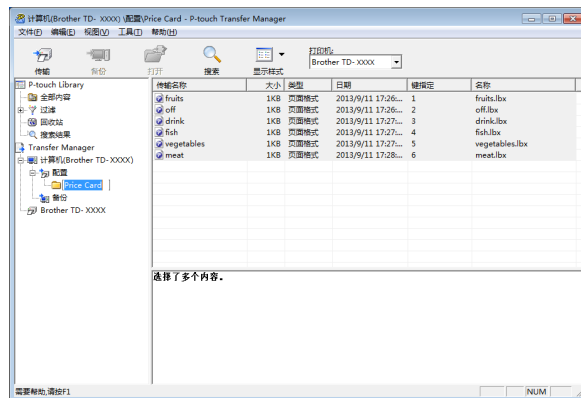 计算机(Brother TD- XXXX) \配置\Price Card - P-touch Transfer Manager
文件(F) 编辑(E) 视图(V) 工具(T) 帮助(H)
传输 备份 打开 搜索 显示样式 打印机: Brother TD- XXXX
P-touch Library
全部内容
过滤
回收站
搜索结果
Transfer Manager
计算机(Brother TD- XXXX)
配置
Price Card
备份
Brother TD- XXXX
传输名称 大小 类型 日期 键指定 名称
fruits 1KB 页面格式 2013/9/11 17:26:... 1 fruits.lbx
off 1KB 页面格式 2013/9/11 17:26:... 2 off.lbx
drink 1KB 页面格式 2013/9/11 17:27:... 3 drink.lbx
fish 1KB 页面格式 2013/9/11 17:27:... 4 fish.lbx
vegetables 1KB 页面格式 2013/9/11 17:27:... 5 vegetables.lbx
meat 1KB 页面格式 2013/9/11 17:28:... 6 meat.lbx
选择了多个内容。
需要帮助,请按F1 NUM